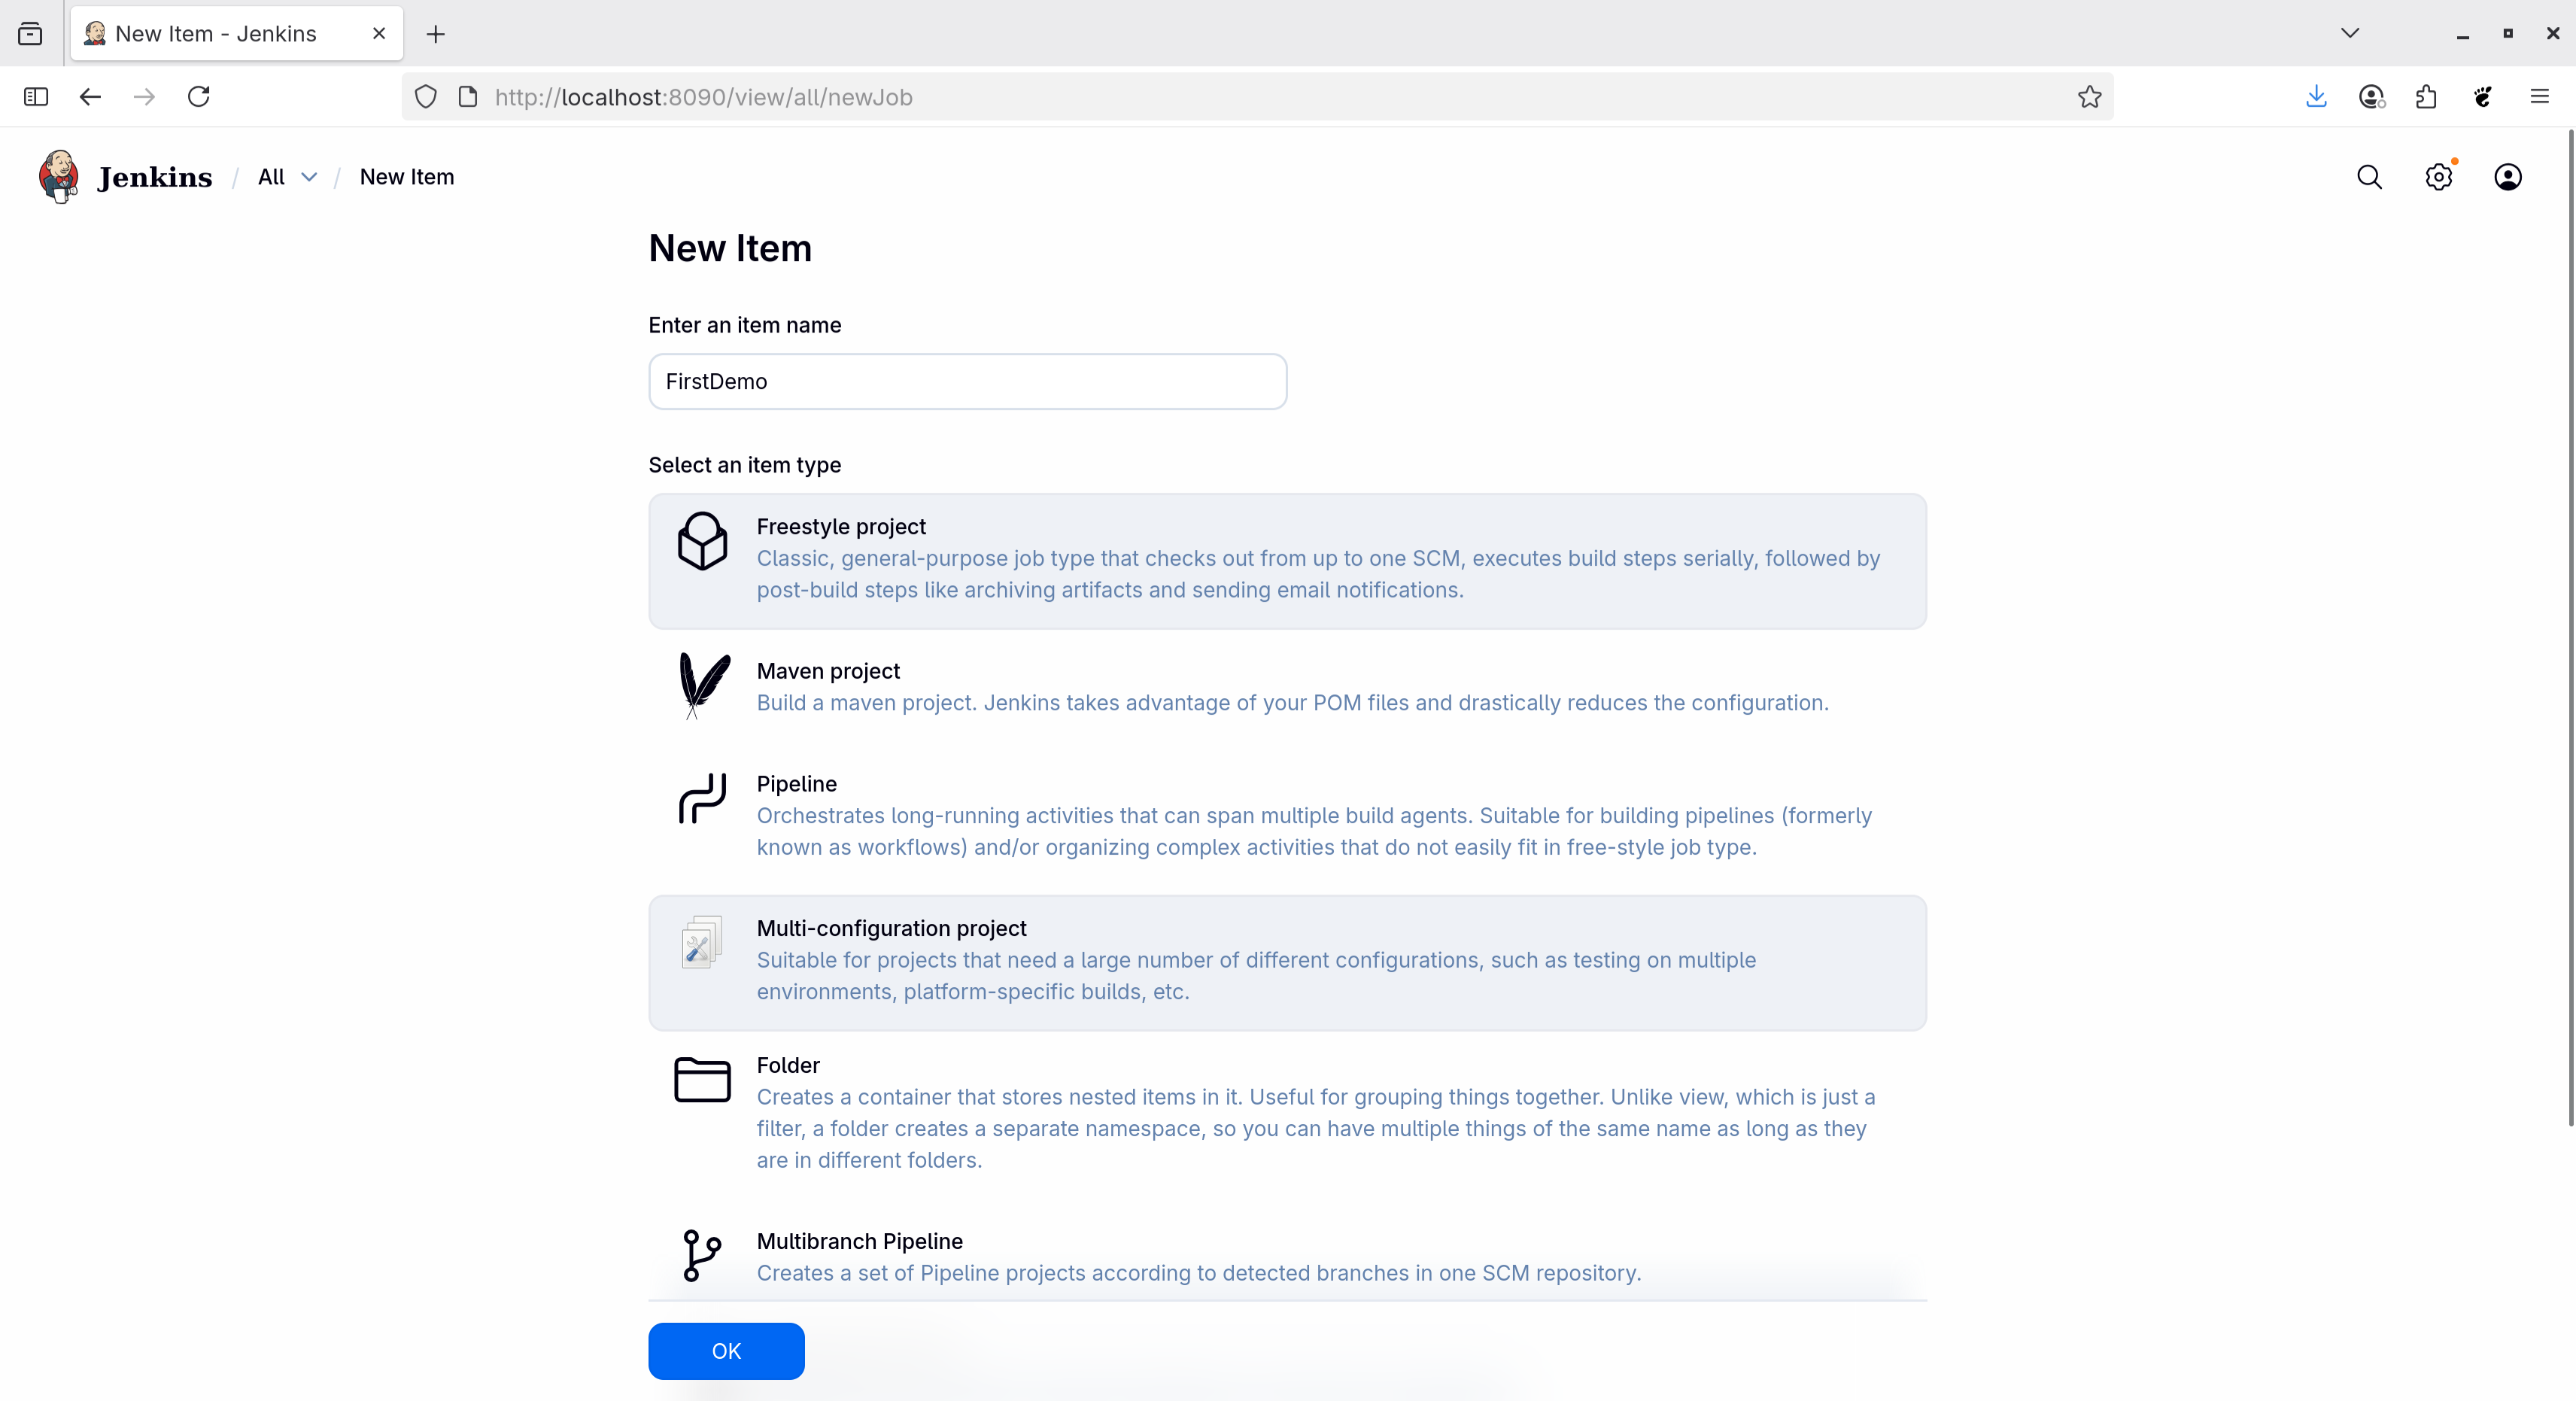 New Item - Jenkins
http://localhost:8090/view/all/newJob
Jenkins / All / New Item
New Item
Enter an item name
FirstDemo
Select an item type
Freestyle project
Classic, general-purpose job type that checks out from up to one SCM, executes build steps serially, followed by
post-build steps like archiving artifacts and sending email notifications.
Maven project
Build a maven project. Jenkins takes advantage of your POM files and drastically reduces the configuration.
Pipeline
Orchestrates long-running activities that can span multiple build agents. Suitable for building pipelines (formerly
known as workflows) and/or organizing complex activities that do not easily fit in free-style job type.
Multi-configuration project
Suitable for projects that need a large number of different configurations, such as testing on multiple
environments, platform-specific builds, etc.
Folder
Creates a container that stores nested items in it. Useful for grouping things together. Unlike view, which is just a
filter, a folder creates a separate namespace, so you can have multiple things of the same name as long as they
are in different folders.
Multibranch Pipeline
Creates a set of Pipeline projects according to detected branches in one SCM repository.
OK